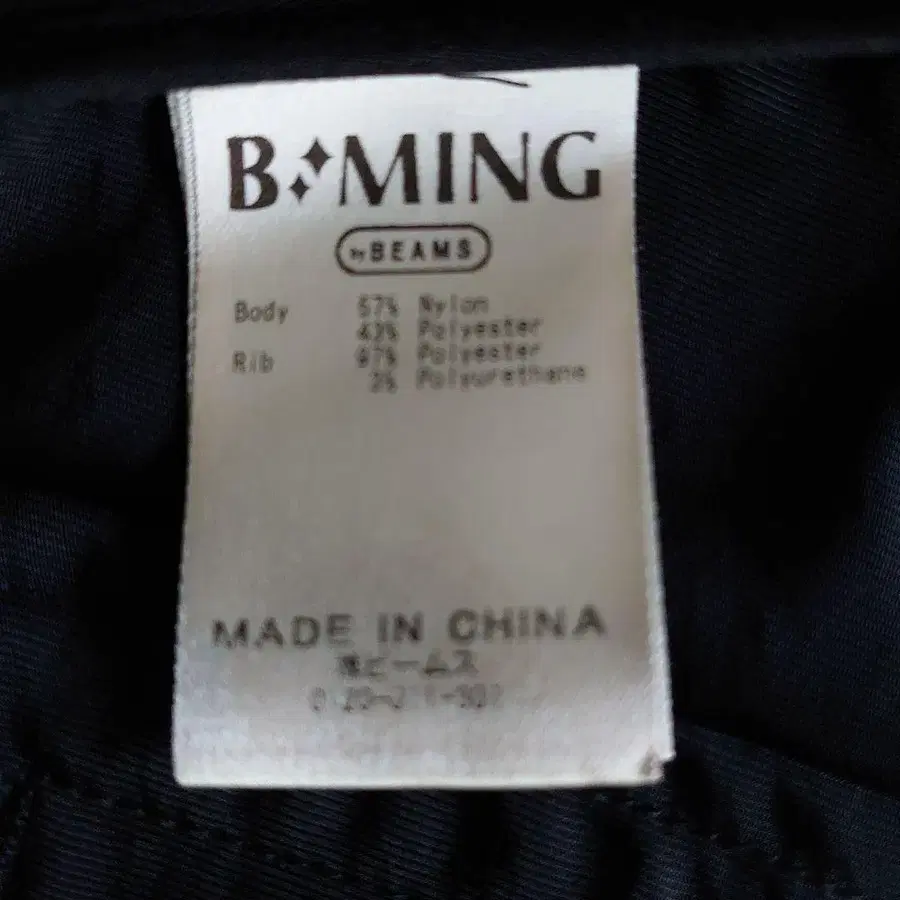 B MING
by BEAMS
Body 57% Nylon
43% Polyester
Rib 97% Polyester
3% Polyurethane
MADE IN CHINA
ビームス